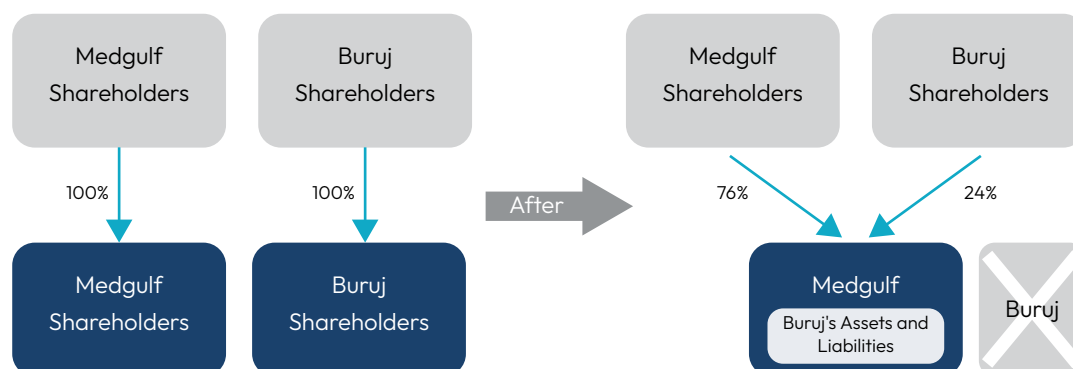 Medgulf
Shareholders
Buruj
Shareholders
Medgulf
Shareholders
Buruj
Shareholders
100%
100%
After
76%
24%
Medgulf
Shareholders
Buruj
Shareholders
Medgulf
Buruj's Assets and
Liabilities
Buruj